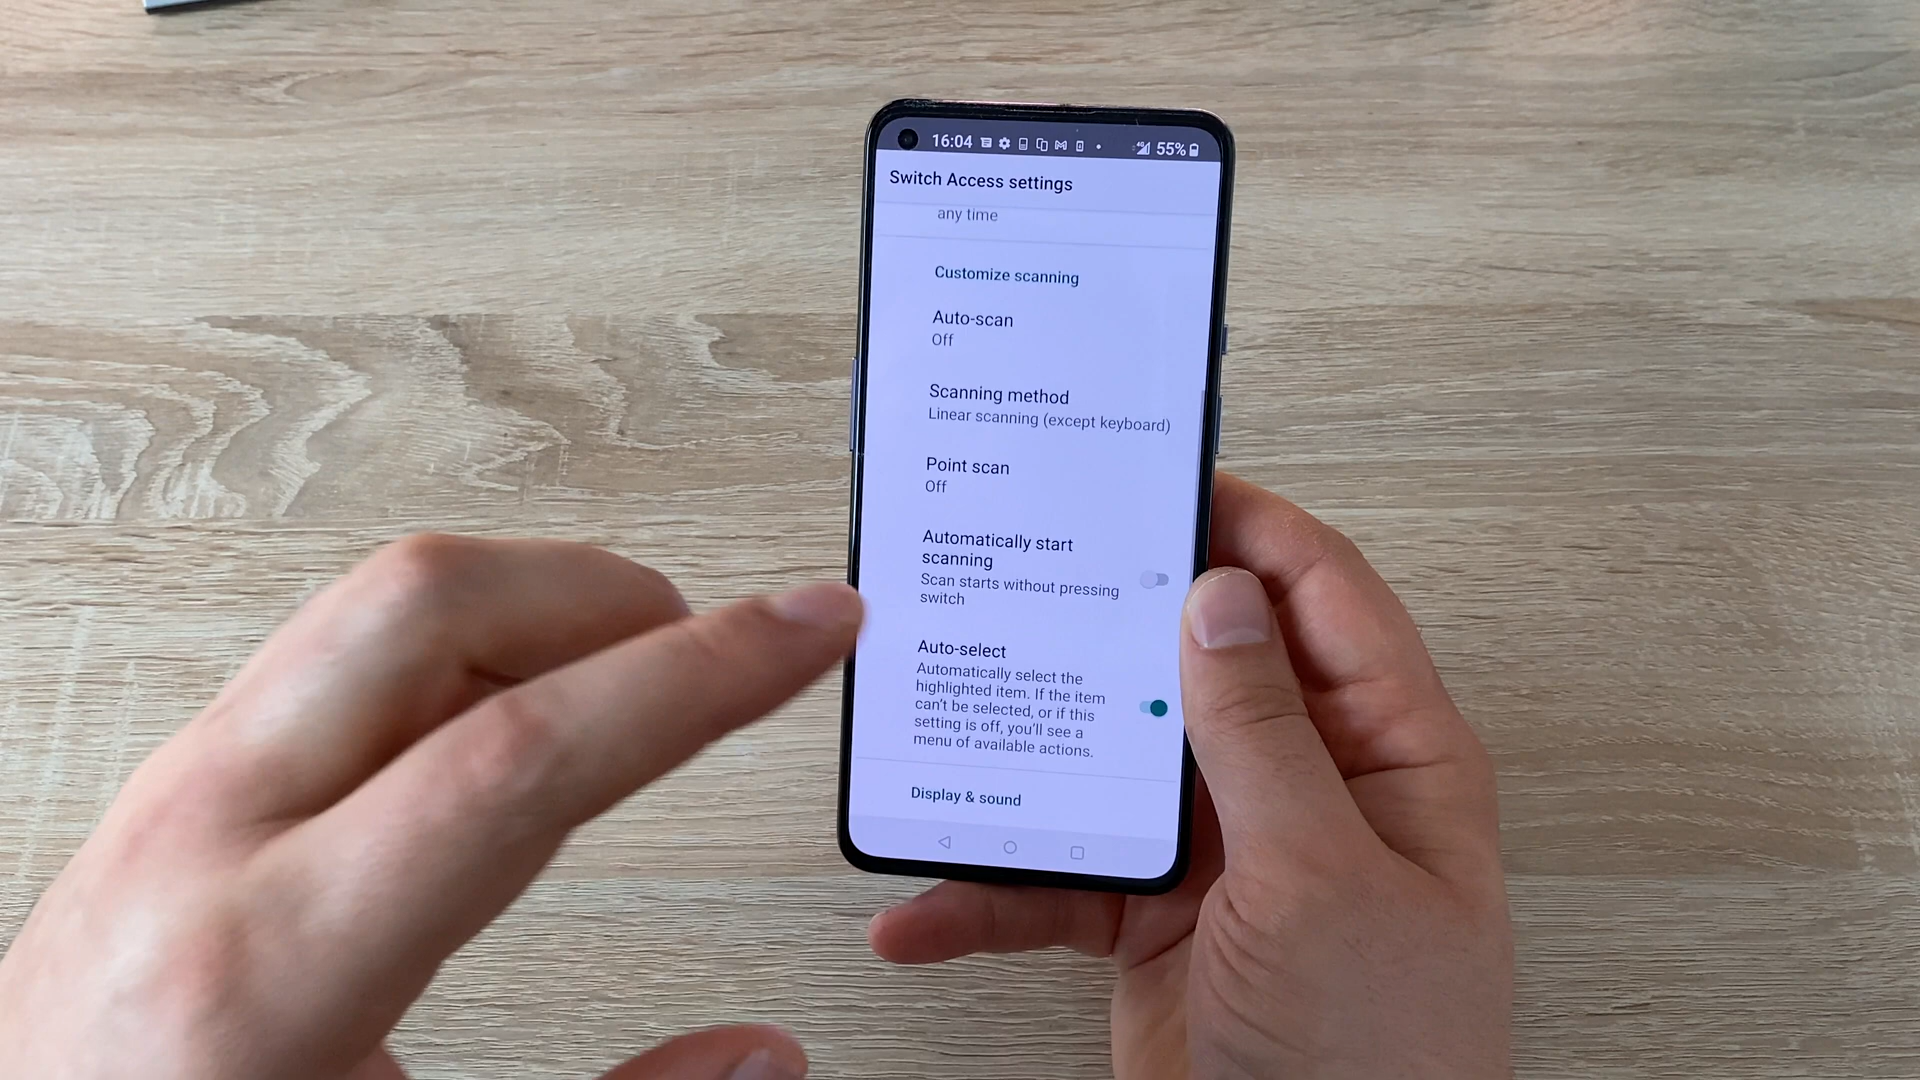 16:04
4G
55%
Switch Access settings
any time
Customize scanning
Auto-scan
Off
Scanning method
Linear scanning (except keyboard)
Point scan
Off
Automatically start
scanning
Scan starts without pressing
switch
Auto-select
Automatically select the
highlighted item. If the item
can't be selected, or if this
setting is off, you'll see a
menu of available actions.
Display & sound